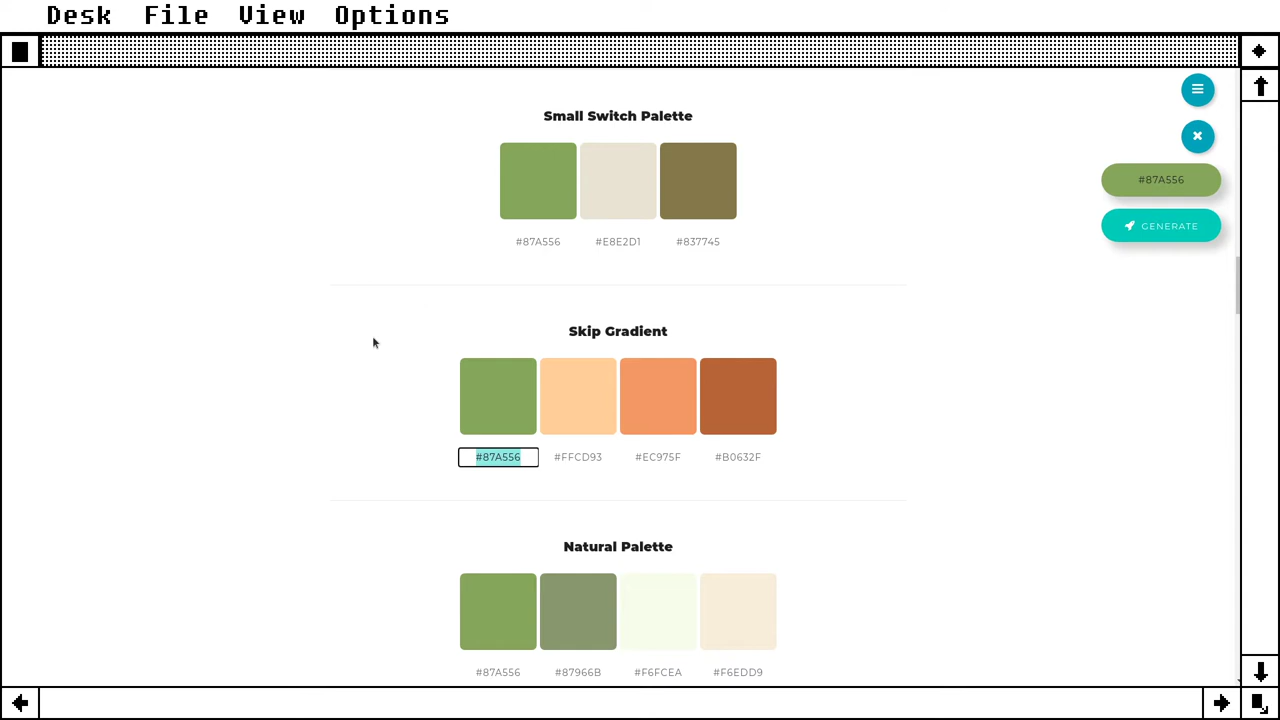 Desk File View Options
Small Switch Palette
#87A556
#87A556 #E8E2D1 #837745
GENERATE
Skip Gradient
#87A556 #FFCD93 #EC975F #B0632F
Natural Palette
#87A556 #87966B #F6FCEA #F6EDD9